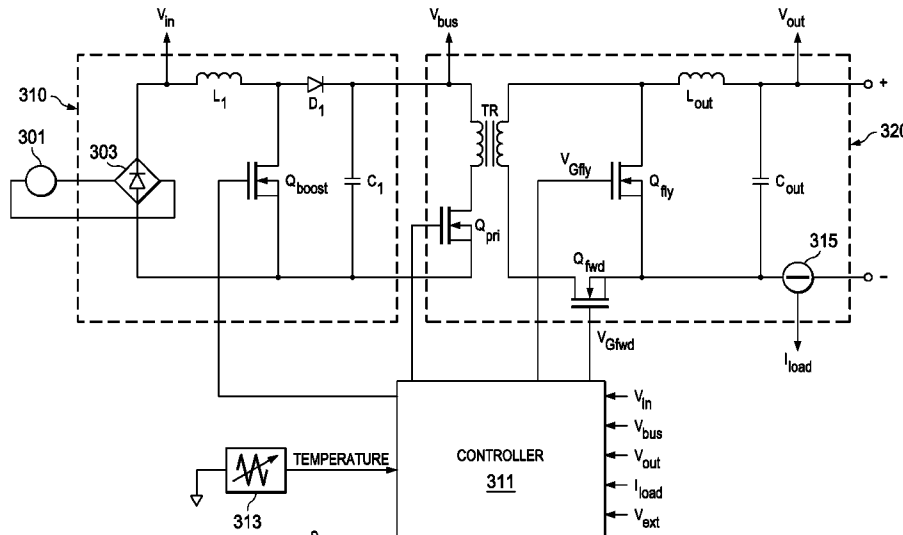 V_in
V_bus
V_out
310
L_1
D_1
TR
L_out
+
320
301
303
Q_boost
C_1
V_Gfly
Q_fly
C_out
Q_pri
315
Q_fwd
−
V_Gfwd
I_load
V_in
V_bus
TEMPERATURE
CONTROLLER
V_out
311
I_load
313
V_ext